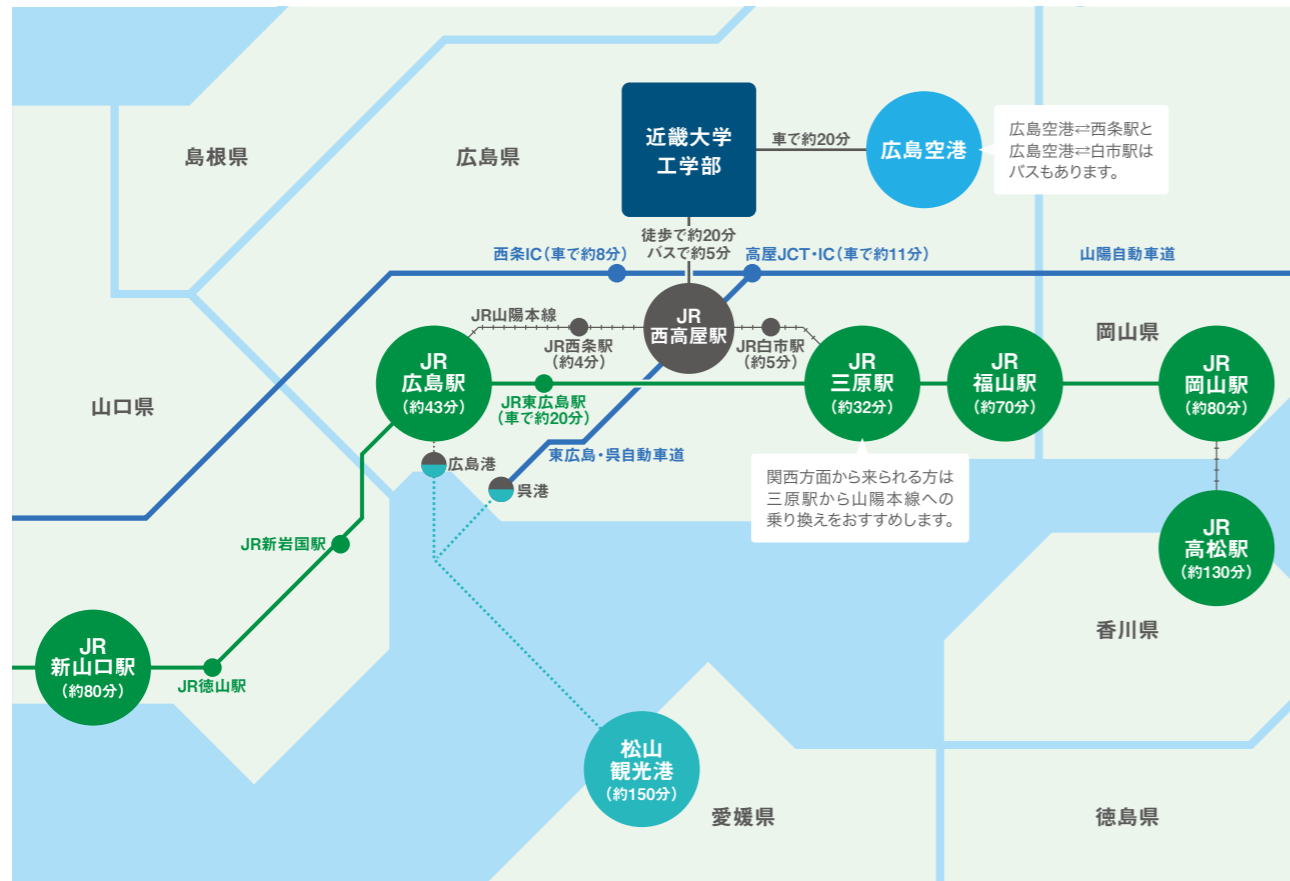 島根県
広島県
近畿大学
工学部
車で約20分
広島空港
広島空港⇄西条駅と
広島空港⇄白市駅は
バスもあります。
徒歩で約20分
バスで約5分
西条IC（車で約8分）
高屋JCT・IC（車で約11分）
山陽自動車道
JR山陽本線
JR西条駅
（約4分）
JR
西高屋駅
JR白市駅
（約5分）
岡山県
山口県
JR
広島駅
（約43分）
JR東広島駅
（車で約20分）
JR
三原駅
（約32分）
JR
福山駅
（約70分）
JR
岡山駅
（約80分）
広島港
呉港
東広島・呉自動車道
関西方面から来られる方は
三原駅から山陽本線への
乗り換えをおすすめします。
JR新岩国駅
JR
高松駅
（約130分）
香川県
JR
新山口駅
（約80分）
JR徳山駅
松山
観光港
（約150分）
愛媛県
徳島県